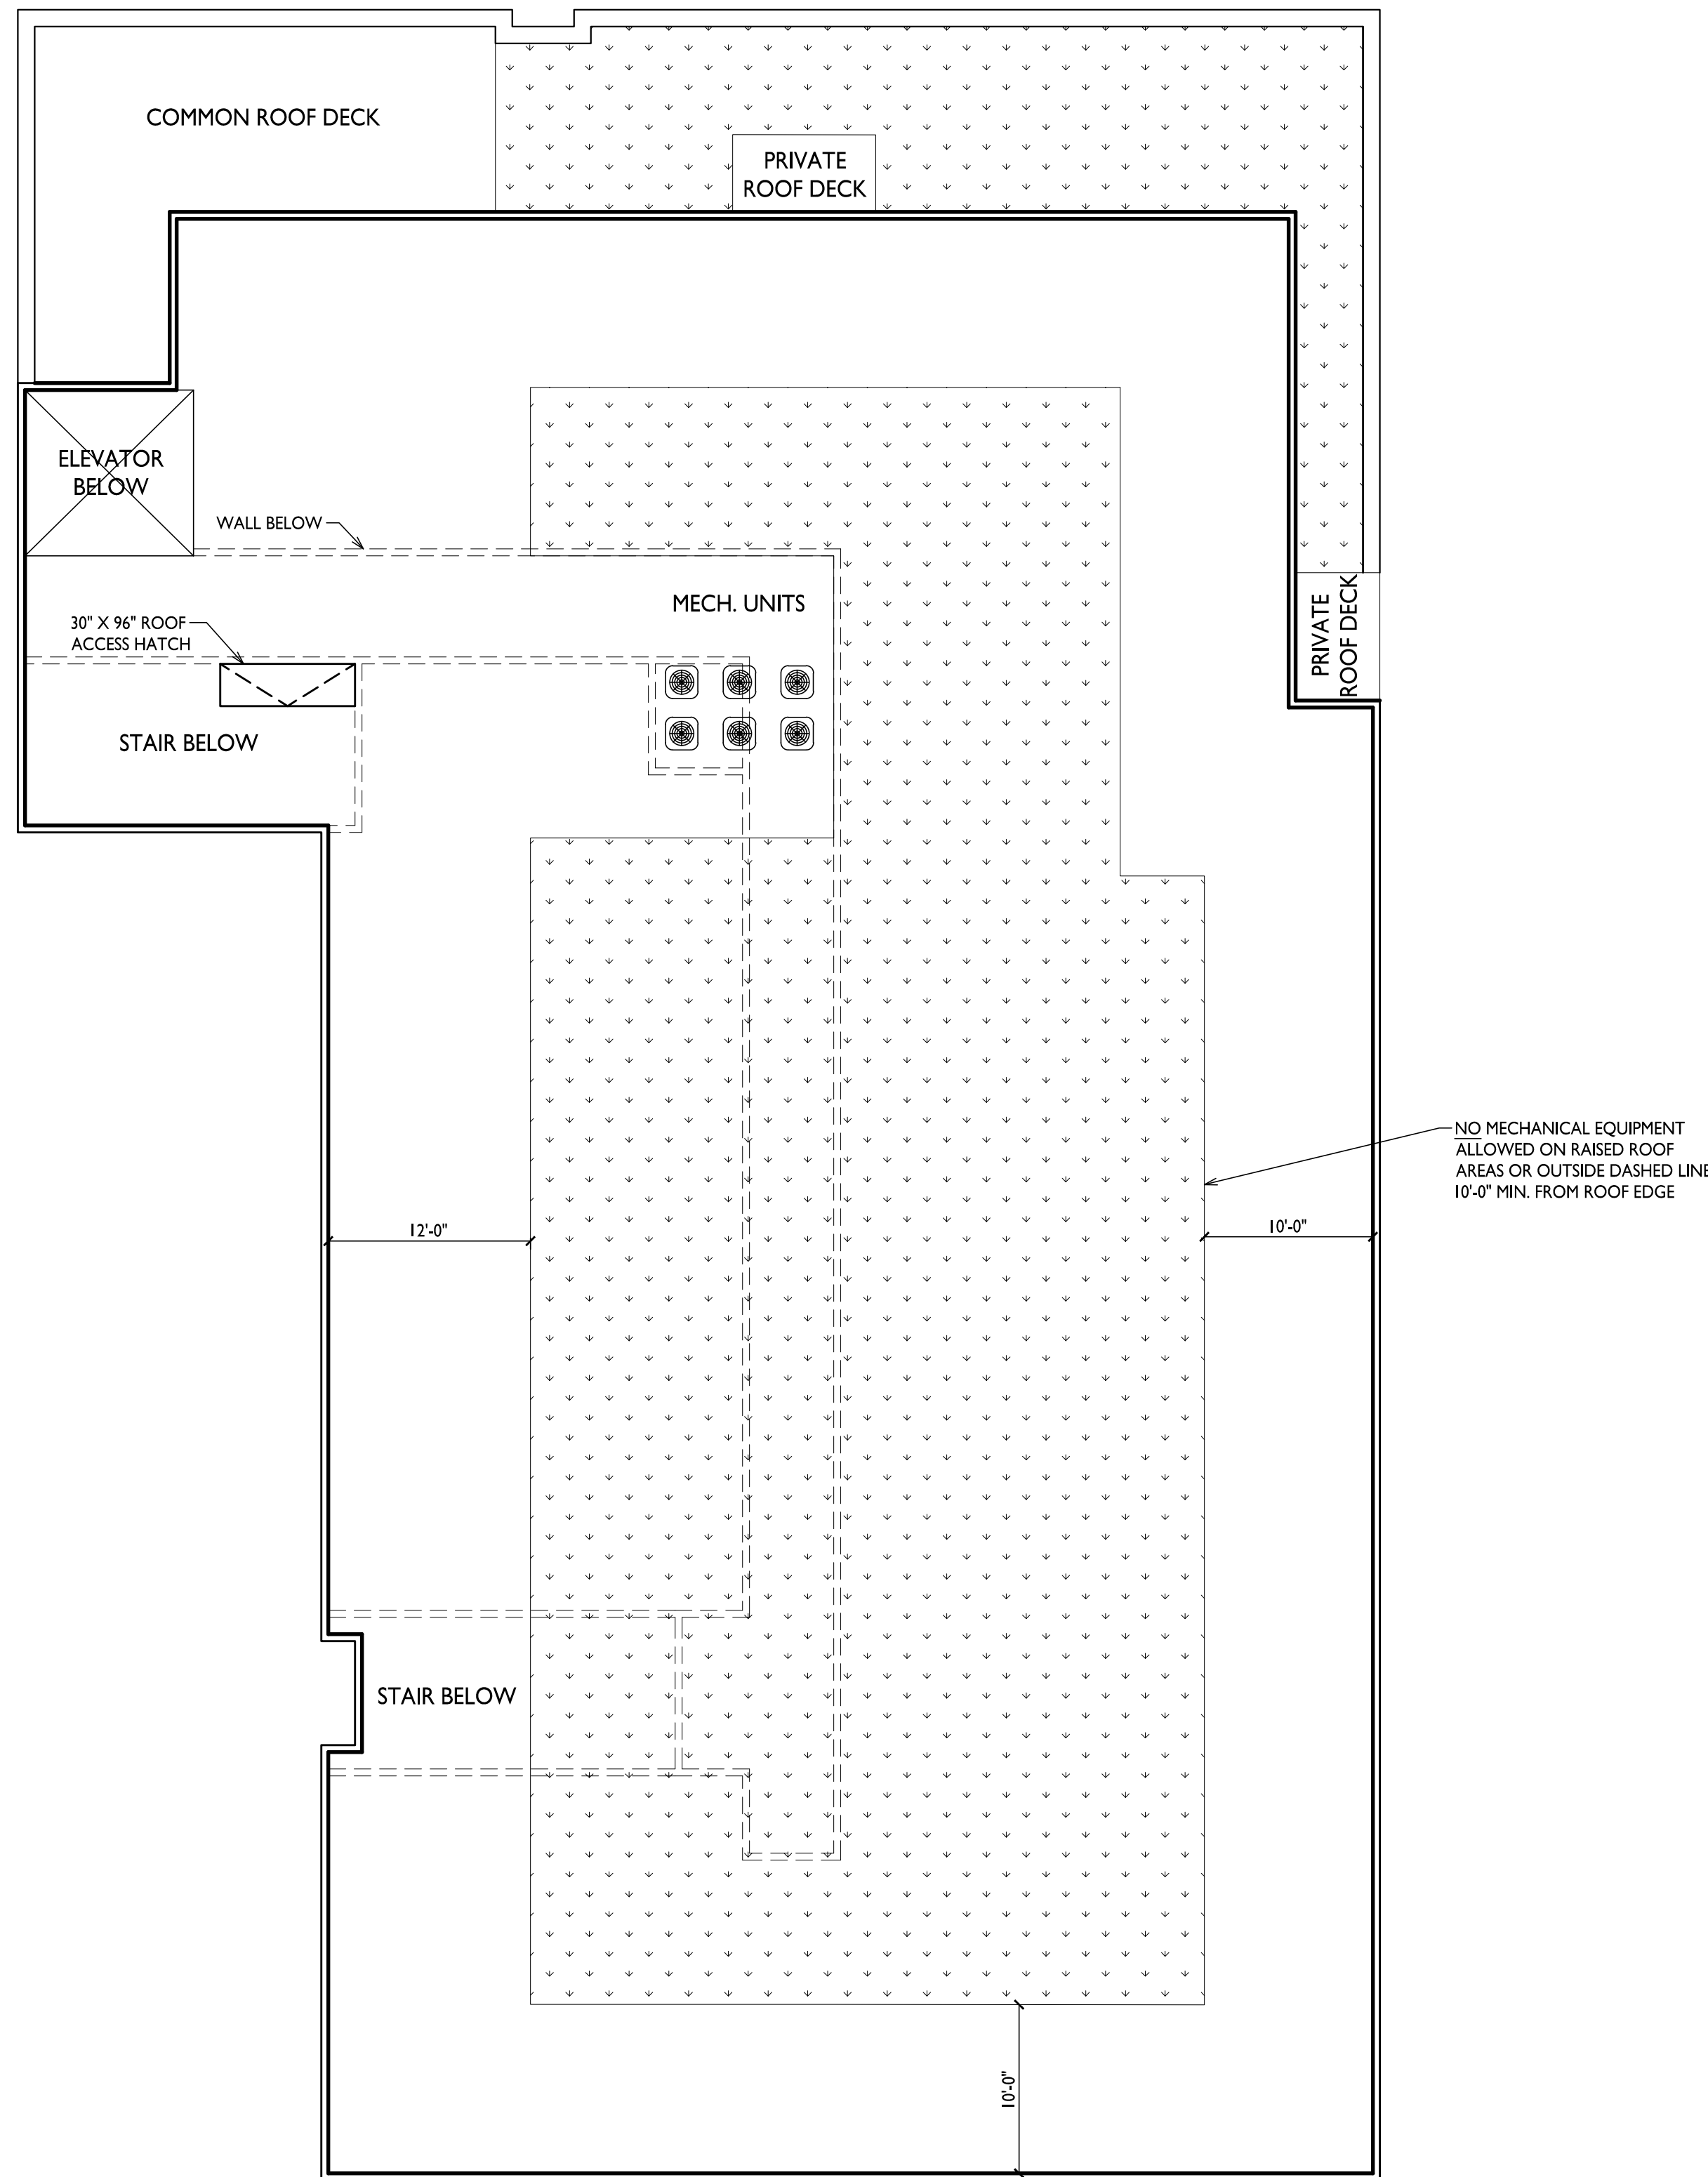 COMMON ROOF DECK
PRIVATE
ROOF DECK
ELEVATOR
BELOW
WALL BELOW
MECH. UNITS
30" X 96" ROOF
ACCESS HATCH
PRIVATE
ROOF DECK
STAIR BELOW
NO MECHANICAL EQUIPMENT
ALLOWED ON RAISED ROOF
AREAS OR OUTSIDE DASHED LINE
10'-0" MIN. FROM ROOF EDGE
12'-0"
10'-0"
STAIR BELOW
10'-0"